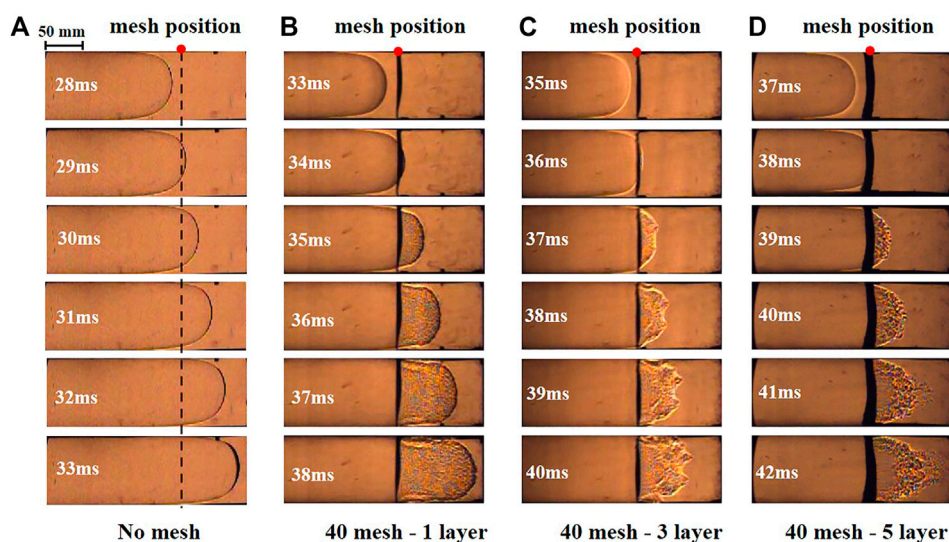 A
50 mm
mesh position
28ms
29ms
30ms
31ms
32ms
33ms
No mesh
B
mesh position
33ms
34ms
35ms
36ms
37ms
38ms
40 mesh - 1 layer
C
mesh position
35ms
36ms
37ms
38ms
39ms
40ms
40 mesh - 3 layer
D
mesh position
37ms
38ms
39ms
40ms
41ms
42ms
40 mesh - 5 layer